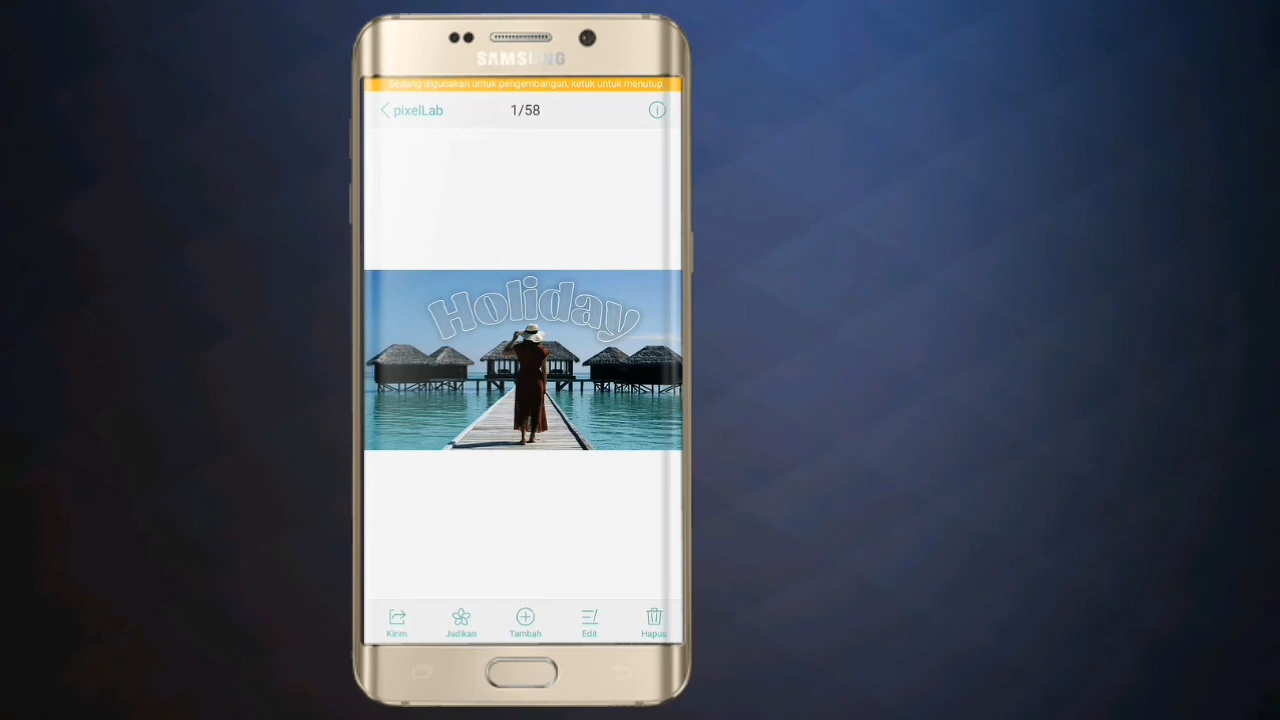 SAMSUNG
Sedang digunakan untuk pengembangan, ketuk untuk menutup
pixelLab
1/58
Holiday
Kirim
Jadikan
Tambah
Edit
Hapus